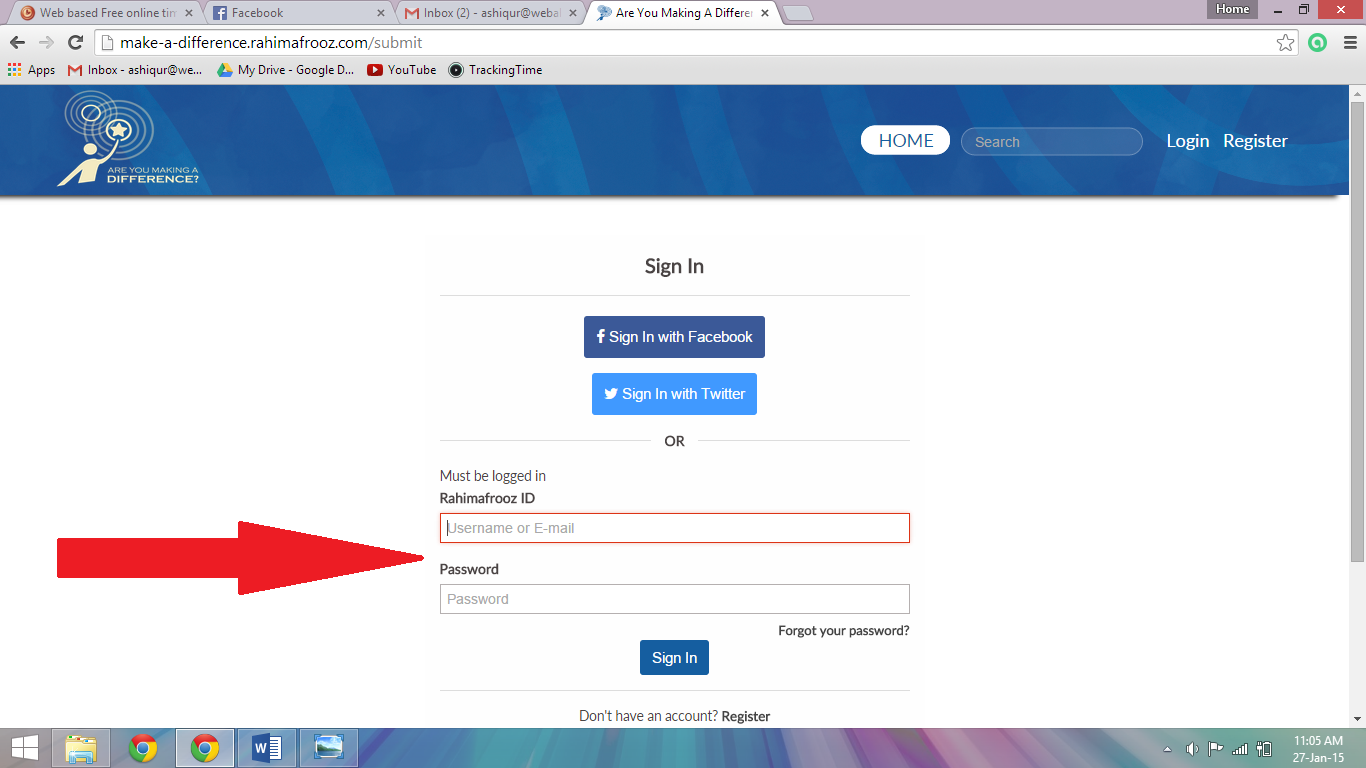 Web based Free online tim
Facebook
Inbox (2) - ashiqur@webal
Are You Making A Differen
Home
make-a-difference.rahimafrooz.com/submit
Apps
Inbox - ashiqur@we...
My Drive - Google D...
YouTube
TrackingTime
ARE YOU MAKING A
DIFFERENCE?
HOME
Search
Login
Register
Sign In
Sign In with Facebook
Sign In with Twitter
OR
Must be logged in
Rahimafrooz ID
Username or E-mail
Password
Password
Forgot your password?
Sign In
Don't have an account? Register
11:05 AM
27-Jan-15